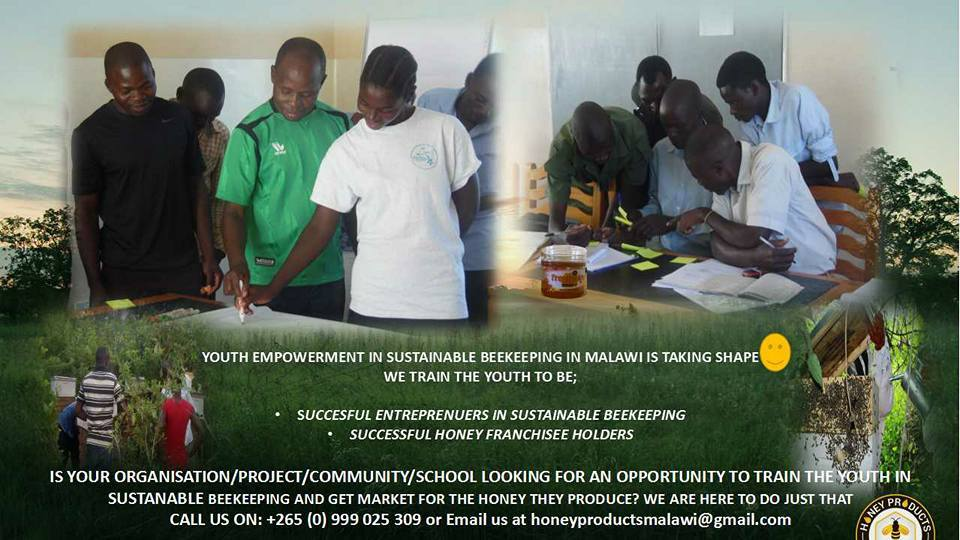 YOUTH EMPOWERMENT IN SUSTAINABLE BEEKEEPING IN MALAWI IS TAKING SHAPE
WE TRAIN THE YOUTH TO BE;
• SUCCESFUL ENTREPRENUERS IN SUSTAINABLE BEEKEEPING
• SUCCESSFUL HONEY FRANCHISEE HOLDERS
IS YOUR ORGANISATION/PROJECT/COMMUNITY/SCHOOL LOOKING FOR AN OPPORTUNITY TO TRAIN THE YOUTH IN
SUSTANABLE BEEKEEPING AND GET MARKET FOR THE HONEY THEY PRODUCE? WE ARE HERE TO DO JUST THAT
CALL US ON: +265 (0) 999 025 309 or Email us at honeyproductsmalawi@gmail.com
HONEY PRODUCTS